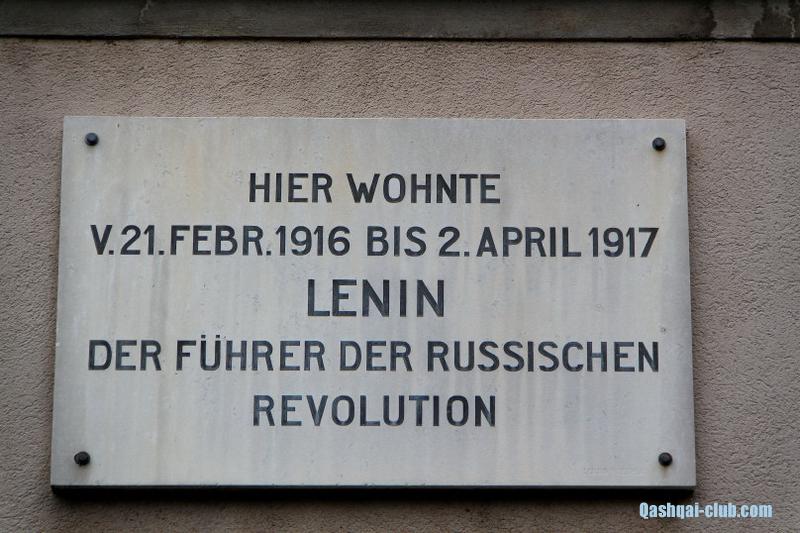 HIER WOHNTE
V. 21. FEBR. 1916 BIS 2. APRIL 1917
LENIN
DER FÜHRER DER RUSSISCHEN
REVOLUTION
Qashqai-club.com